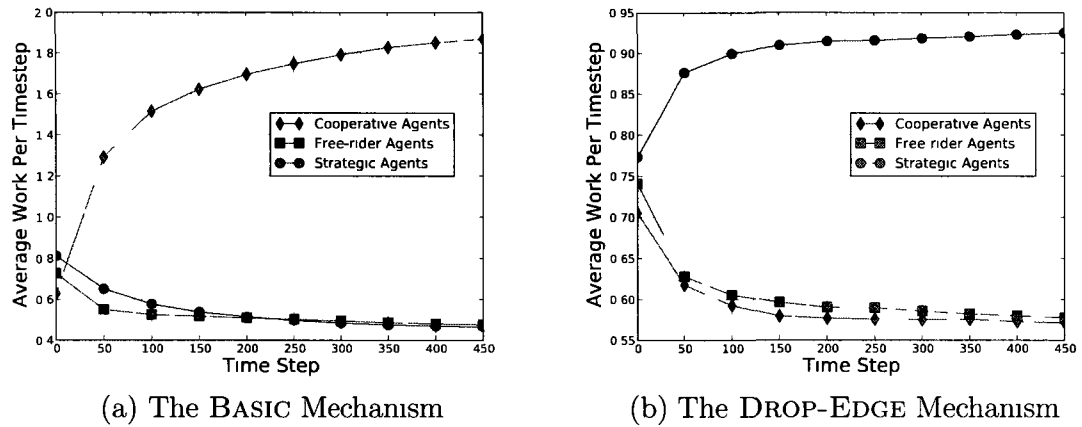 Average Work Per Timestep
1 8
1 6
1 4
1 2
1 0
0 8
0 6
0 4
2 0
0 50 100 150 200 250 300 350 400 450
Time Step
Cooperative Agents
Free-rider Agents
Strategic Agents
(a) The BASIC Mechanism
Average Work Per Timestep
0 95
0 90
0 85
0 80
0 75
0 70
0 65
0 60
0 55
0 50 100 150 200 250 300 350 400 450
Time Step
Cooperative Agents
Free rider Agents
Strategic Agents
(b) The DROP-EDGE Mechanism